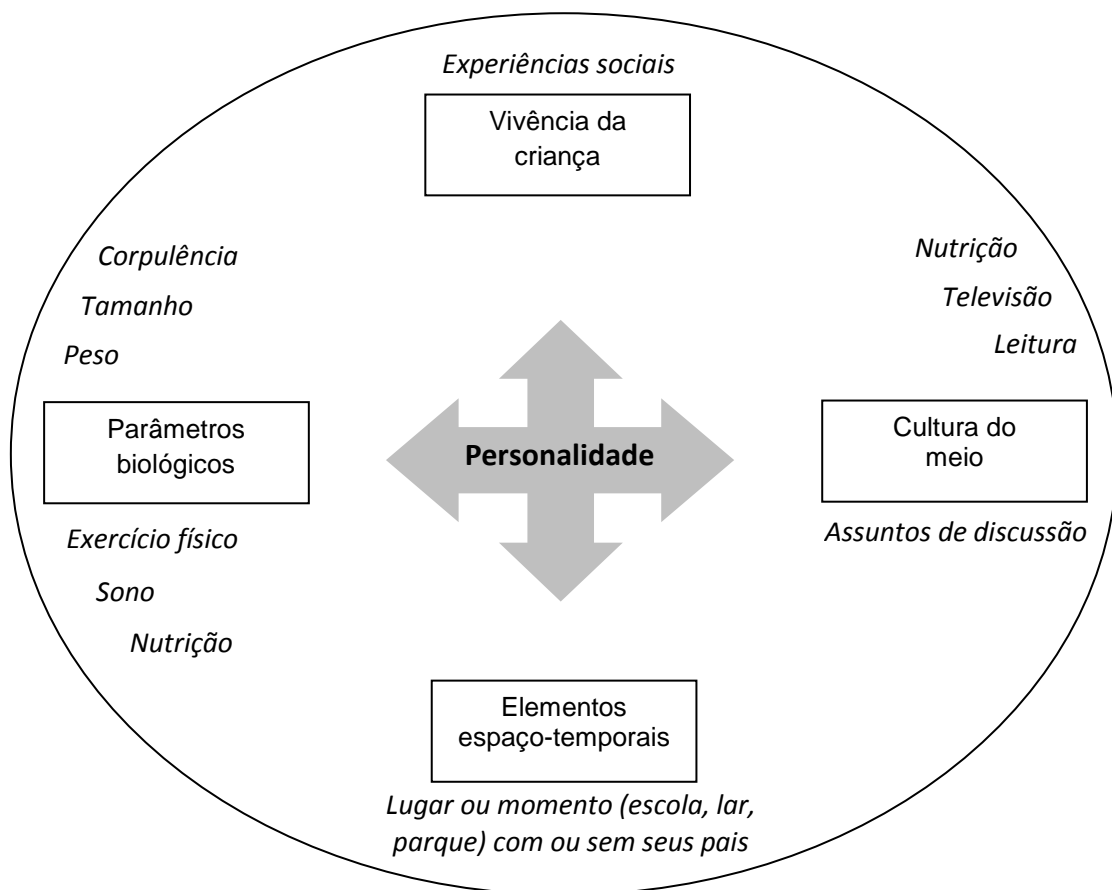 Experiências sociais
Vivência da
criança
Corpulência
Tamanho
Peso
Nutrição
Televisão
Leitura
Parâmetros
biológicos
Personalidade
Cultura do
meio
Exercício físico
Sono
Nutrição
Assuntos de discussão
Elementos
espaço-temporais
Lugar ou momento (escola, lar,
parque) com ou sem seus pais